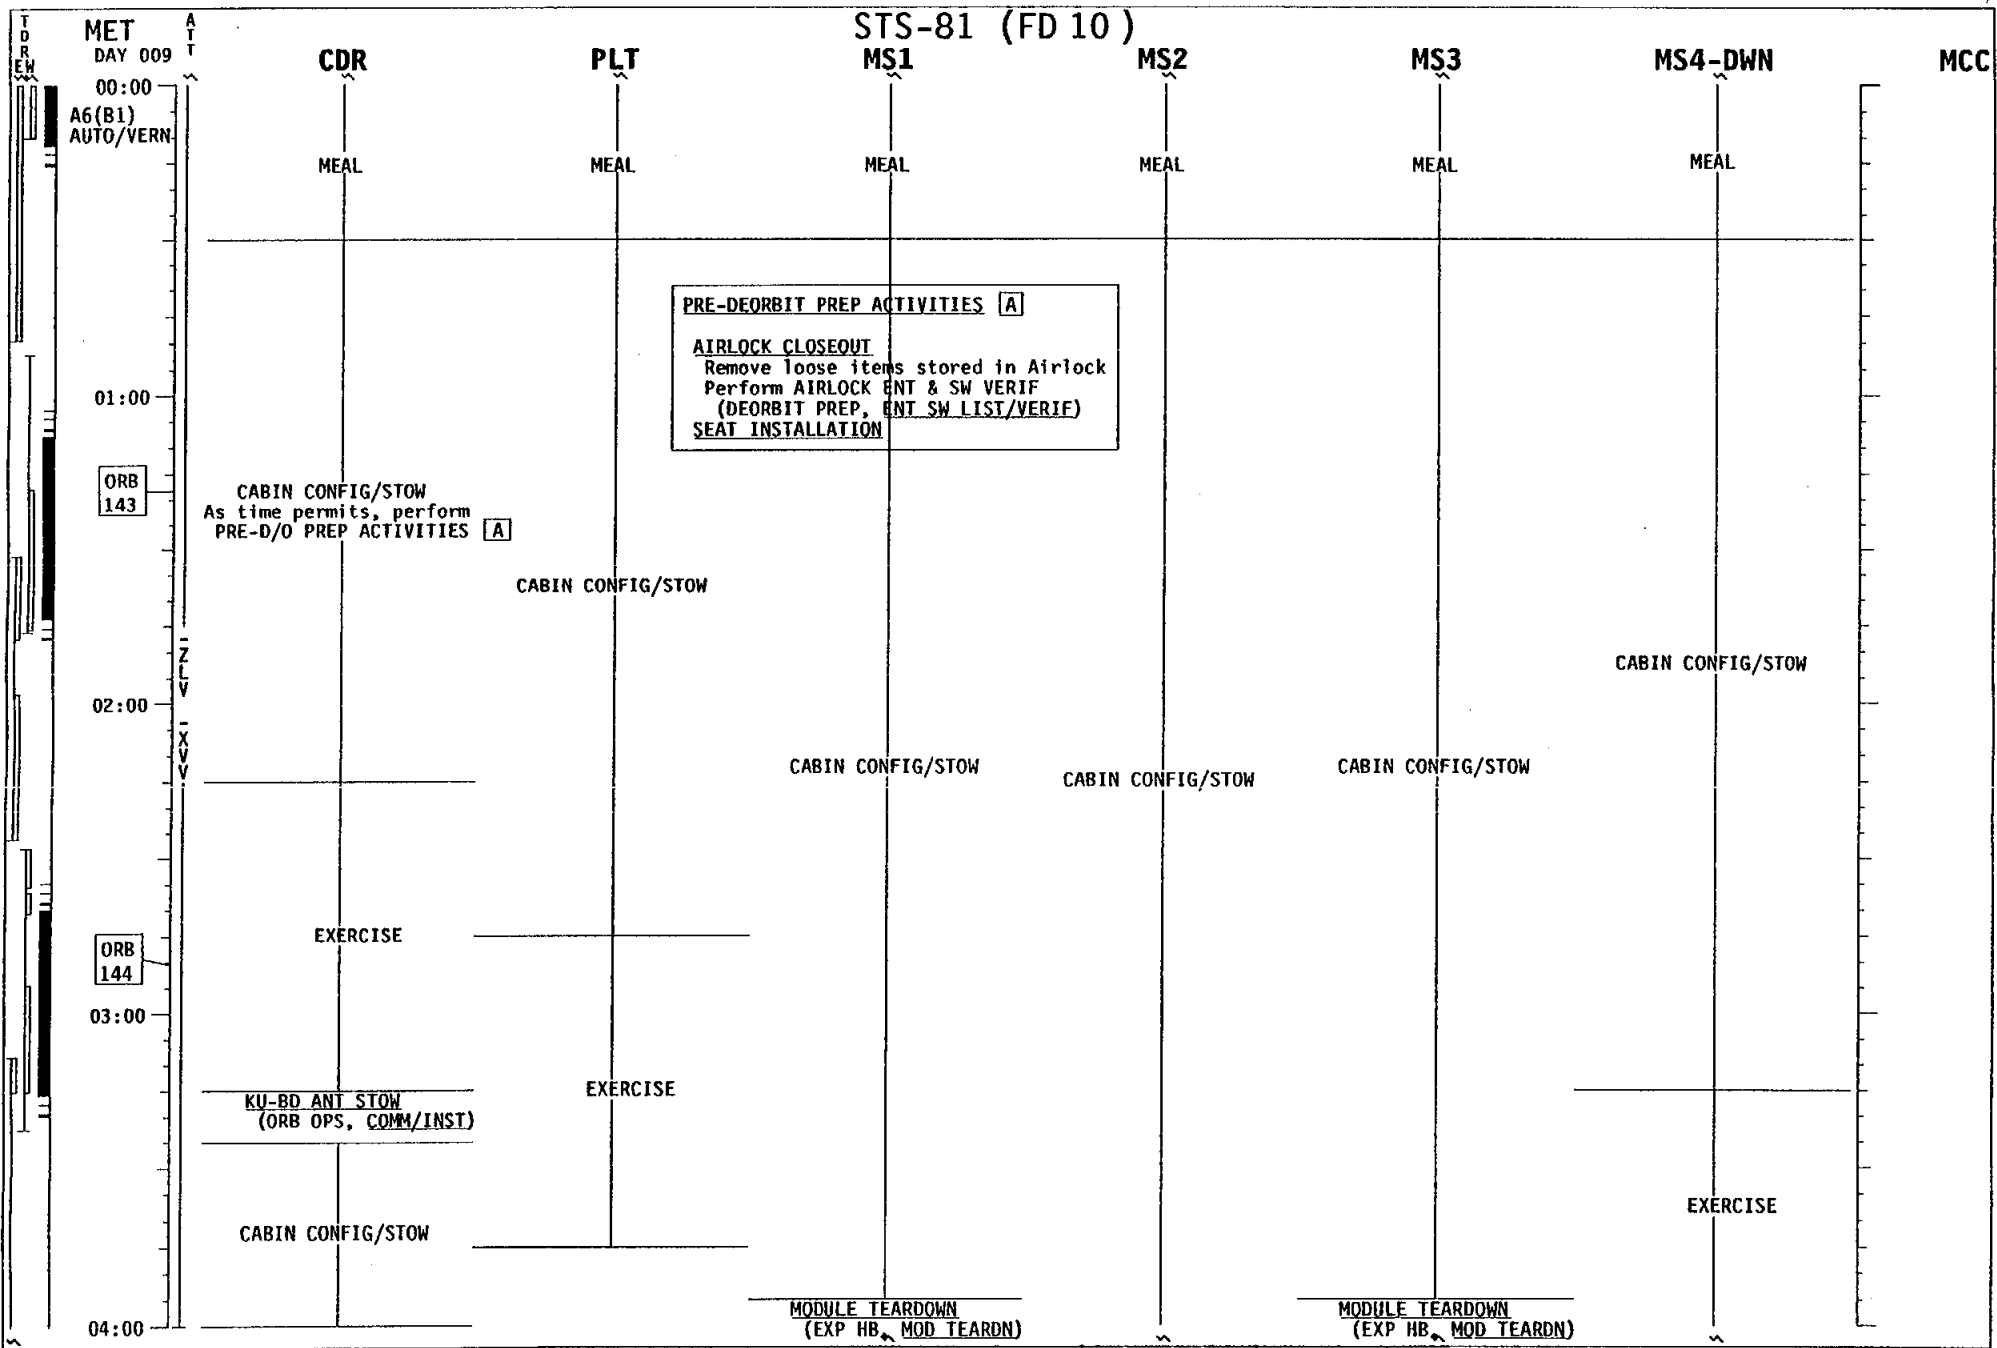 STS-81 (FD 10)
TDRS
E W
MET
DAY 009
ATT
CDR
PLT
MS1
MS2
MS3
MS4-DWN
MCC
00:00
A6(B1)
AUTO/VERN
MEAL
MEAL
MEAL
MEAL
MEAL
MEAL
PRE-DEORBIT PREP ACTIVITIES A
AIRLOCK CLOSEOUT
Remove loose items stored in Airlock
Perform AIRLOCK ENT & SW VERIF
(DEORBIT PREP, ENT SW LIST/VERIF)
SEAT INSTALLATION
01:00
ORB
143
CABIN CONFIG/STOW
As time permits, perform
PRE-D/O PREP ACTIVITIES A
CABIN CONFIG/STOW
-ZLV
CABIN CONFIG/STOW
02:00
-XVV
CABIN CONFIG/STOW
CABIN CONFIG/STOW
CABIN CONFIG/STOW
EXERCISE
ORB
144
03:00
EXERCISE
KU-BD ANT STOW
(ORB OPS, COMM/INST)
EXERCISE
CABIN CONFIG/STOW
MODULE TEARDOWN
(EXP HB, MOD TEARDN)
MODULE TEARDOWN
(EXP HB, MOD TEARDN)
04:00